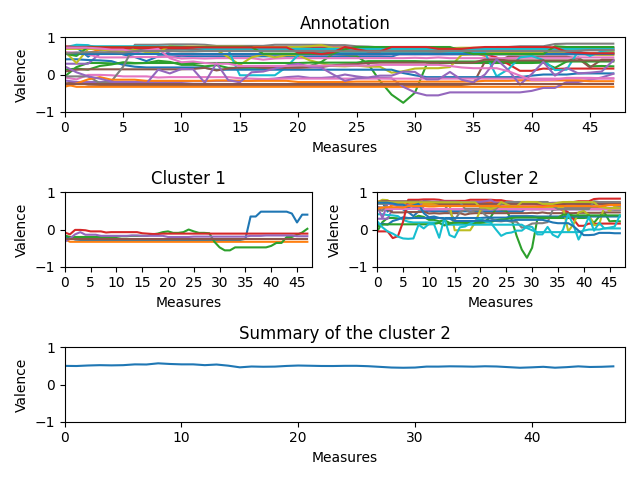 Annotation
1
0
−1
Valence
0 5 10 15 20 25 30 35 40 45
Measures
Cluster 1
1
0
−1
Valence
0 5 10 15 20 25 30 35 40 45
Measures
Cluster 2
1
0
−1
Valence
0 5 10 15 20 25 30 35 40 45
Measures
Summary of the cluster 2
1
0
−1
Valence
0 10 20 30 40
Measures